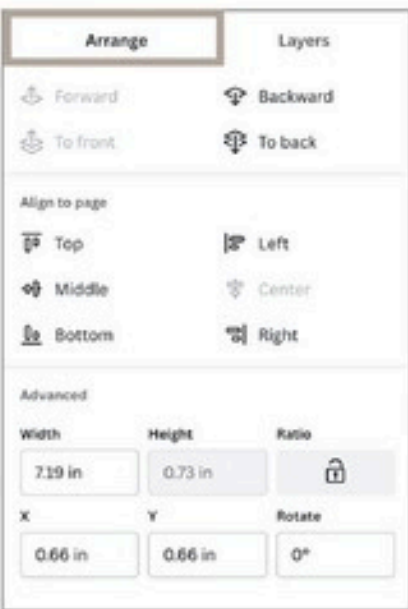 Arrange Layers
Forward Backward
To front To back
Align to page
Top Left
Middle Center
Bottom Right
Advanced
Width Height Ratio
7.19 in 0.73 in
X Y Rotate
0.66 in 0.66 in 0°